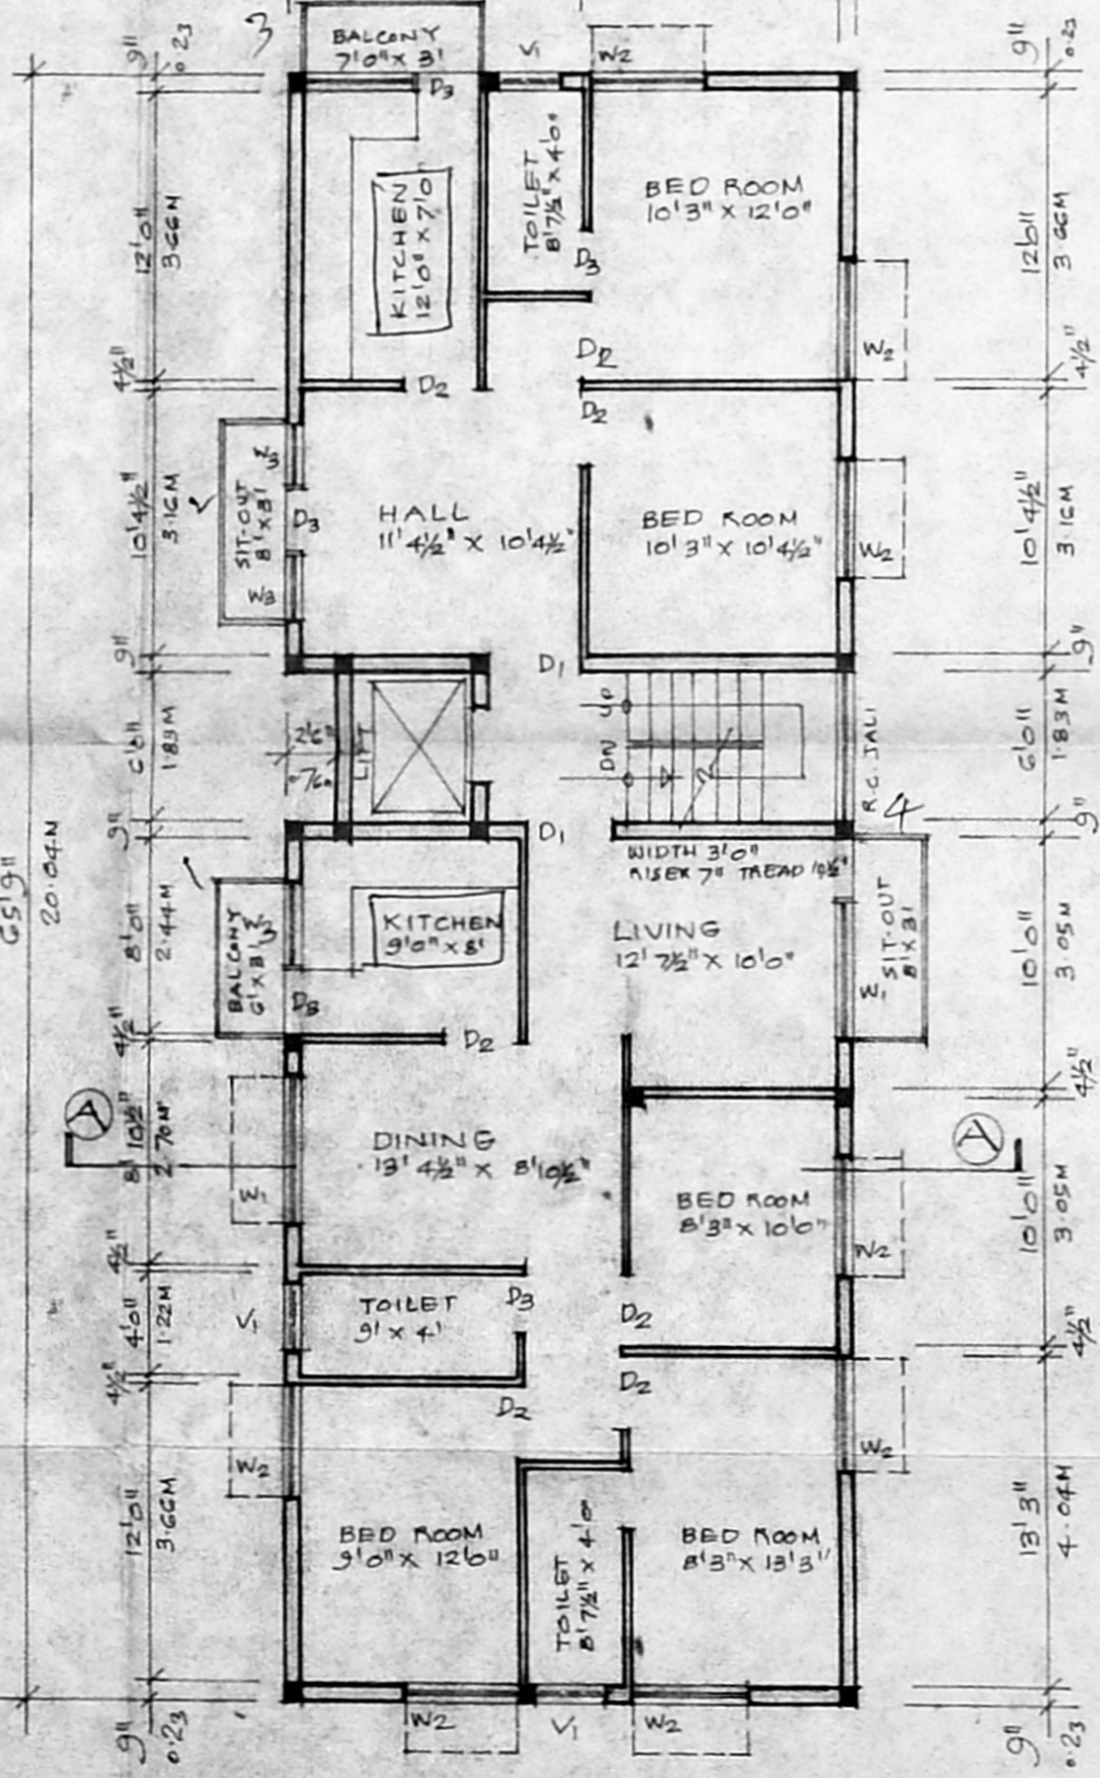 3
BALCONY
7'0" X 3'
V1
W2
9"
0.23
9"
0.23
D3
KITCHEN
12'0" X 7'0"
TOILET
8'7½" X 4'0"
BED ROOM
10'3" X 12'0"
D3
12'0"
3.66M
12'0"
3.66M
D2
D2
W2
4½"
4½"
D2
SIT-OUT
8' X 3'
W3
W3
D3
HALL
11'4½" X 10'4½"
BED ROOM
10'3" X 10'4½"
W2
10'4½"
3.16M
10'4½"
3.16M
9"
9"
D1
2'6"
0.76
LIFT
UP
DN
R.C. JALI
6'0"
1.83M
6'0"
1.83M
9"
9"
4
D1
WIDTH 3'0"
RISER 7" TREAD 10½"
65'9"
20.04M
1
BALCONY
6' X 3'
W3
D3
KITCHEN
9'0" X 8'
LIVING
12'7½" X 10'0"
SIT-OUT
8' X 3'
W1
8'0"
2.44M
10'0"
3.05M
4½"
4½"
D2
A
A
DINING
13'4½" X 8'10½"
W1
8'10½"
2.70M
BED ROOM
8'3" X 10'0"
W2
10'0"
3.05M
4½"
4½"
TOILET
9' X 4'
D3
D2
V1
4'0"
1.22M
4½"
D2
D2
W2
W2
BED ROOM
9'0" X 12'0"
TOILET
8'7½" X 4'0"
BED ROOM
8'3" X 13'3"
12'0"
3.66M
13'3"
4.04M
W2
V1
W2
9"
0.23
9"
0.23